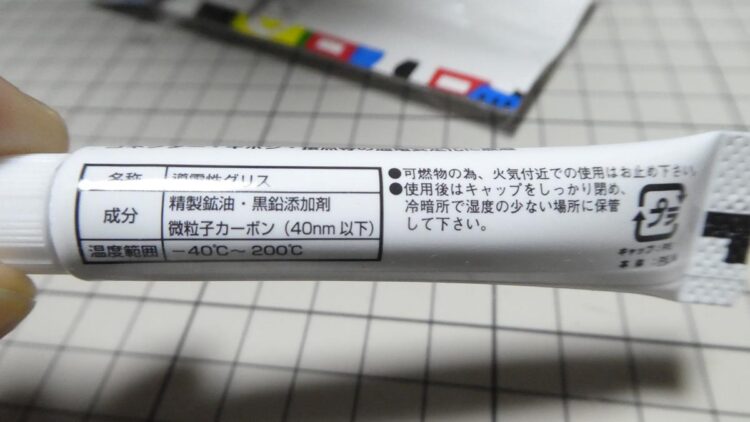 名称 導電性グリス
成分 精製鉱油・黒鉛添加剤
微粒子カーボン（40nm以下）
温度範囲 －40℃～200℃
●可燃物の為、火気付近での使用はお止め下さい。
●使用後はキャップをしっかり閉め、
冷暗所で湿度の少ない場所に保管
して下さい。
プラ